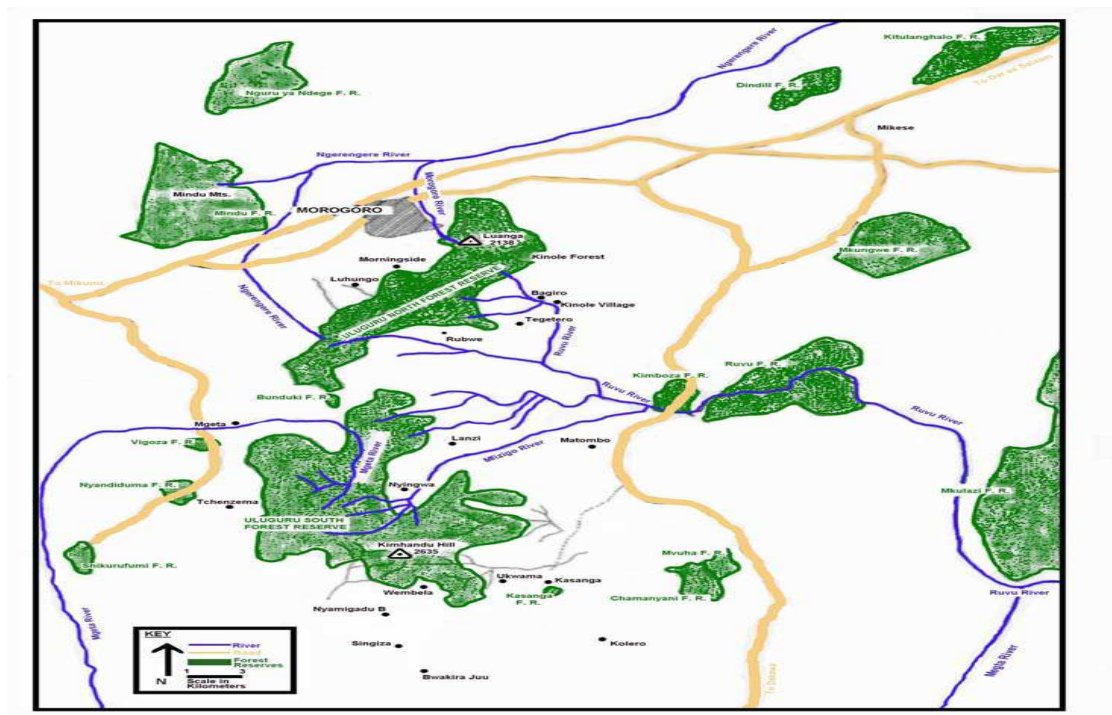 Ngerengere River
Kitulanghalo F. R.
To Dar es Salaam
Dindili F. R.
Nguru ya Ndege F. R.
Mikese
Ngerengere River
Morogoro River
Mindu Mts.
Mindu F. R.
MOROGORO
Luanga
2138
Mkungwe F. R.
Kinole Forest
Morningside
Luhungo
To Mikumi
Ngerengere River
ULUGURU NORTH FOREST RESERVE
Bagiro
Kinole Village
Tegetero
Rubwe
Ruvu River
Kimboza F. R.
Ruvu F. R.
Ruvu River
Ruvu River
Bunduki F. R.
Mgeta
Vigoza F. R.
Mgeta River
Lanzi
Mfizigo River
Matombo
Nyandiduma F. R.
Nyingwa
Mkulazi F. R.
Tchenzema
ULUGURU SOUTH
FOREST RESERVE
Kimhandu Hill
2635
Shikurufumi F. R.
Mvuha F. R.
Ukwama
Kasanga
Wembela
Kasanga
F. R.
Chamanyani F. R.
Ruvu River
Nyamigadu B
Mgeta River
Singiza
Kolero
Bwakira Juu
Mgeta River
KEY
River
Road
Forest
Reserves
1 3
Scale in
Kilometers
N